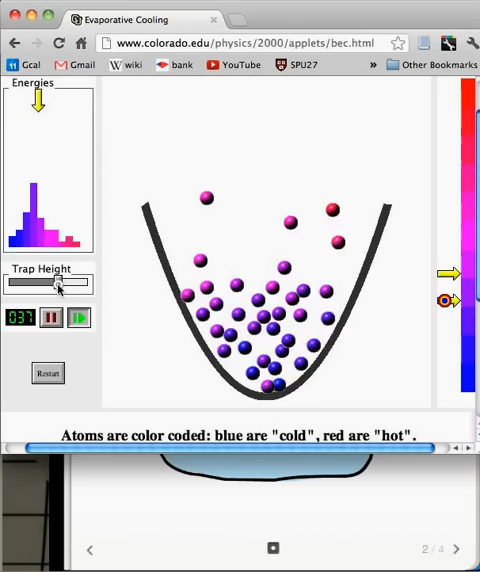 Evaporative Cooling
www.colorado.edu/physics/2000/applets/bec.html
Gcal Gmail wiki bank YouTube SPU27 » Other Bookmarks
Energies
Trap Height
037
Restart
Atoms are color coded: blue are "cold", red are "hot".
2 / 4